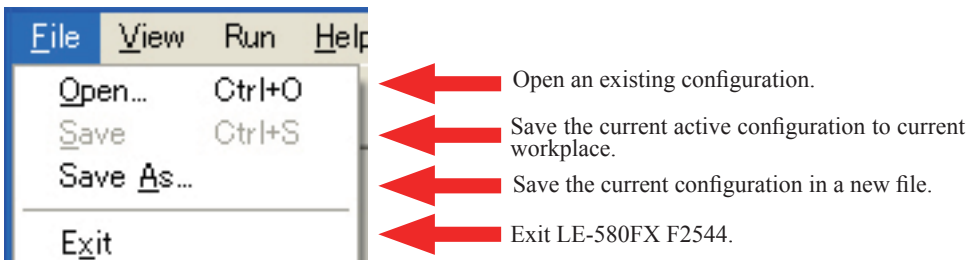 File View Run Help
Open... Ctrl+O
Open an existing configuration.
Save Ctrl+S
Save the current active configuration to current
workplace.
Save As...
Save the current configuration in a new file.
Exit
Exit LE-580FX F2544.